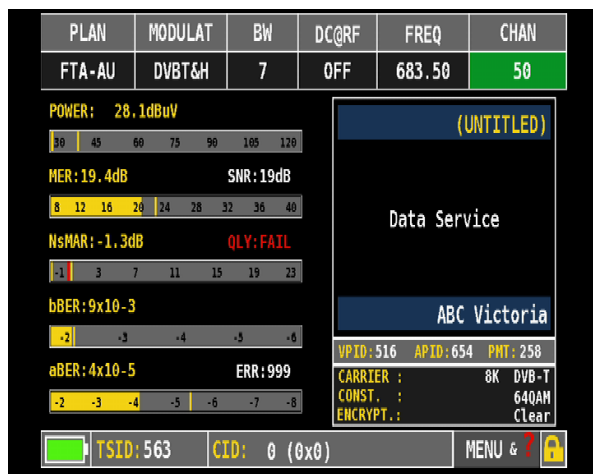 PLAN MODULAT BW DC@RF FREQ CHAN
FTA-AU DVBT&H 7 OFF 683.50 50
POWER: 28.1dBuV
30 45 60 75 90 105 120
MER:19.4dB SNR:19dB
8 12 16 20 24 28 32 36 40
NsMAR:-1.3dB QLY:FAIL
-1 3 7 11 15 19 23
bBER:9x10-3
-2 -3 -4 -5 -6
aBER:4x10-5 ERR:999
-2 -3 -4 -5 -6 -7 -8
(UNTITLED)
Data Service
ABC Victoria
VPID:516 APID:654 PMT:258
CARRIER : 8K DVB-T
CONST. : 64QAM
ENCRYPT.: Clear
TSID:563 CID: 0 (0x0) MENU & ?